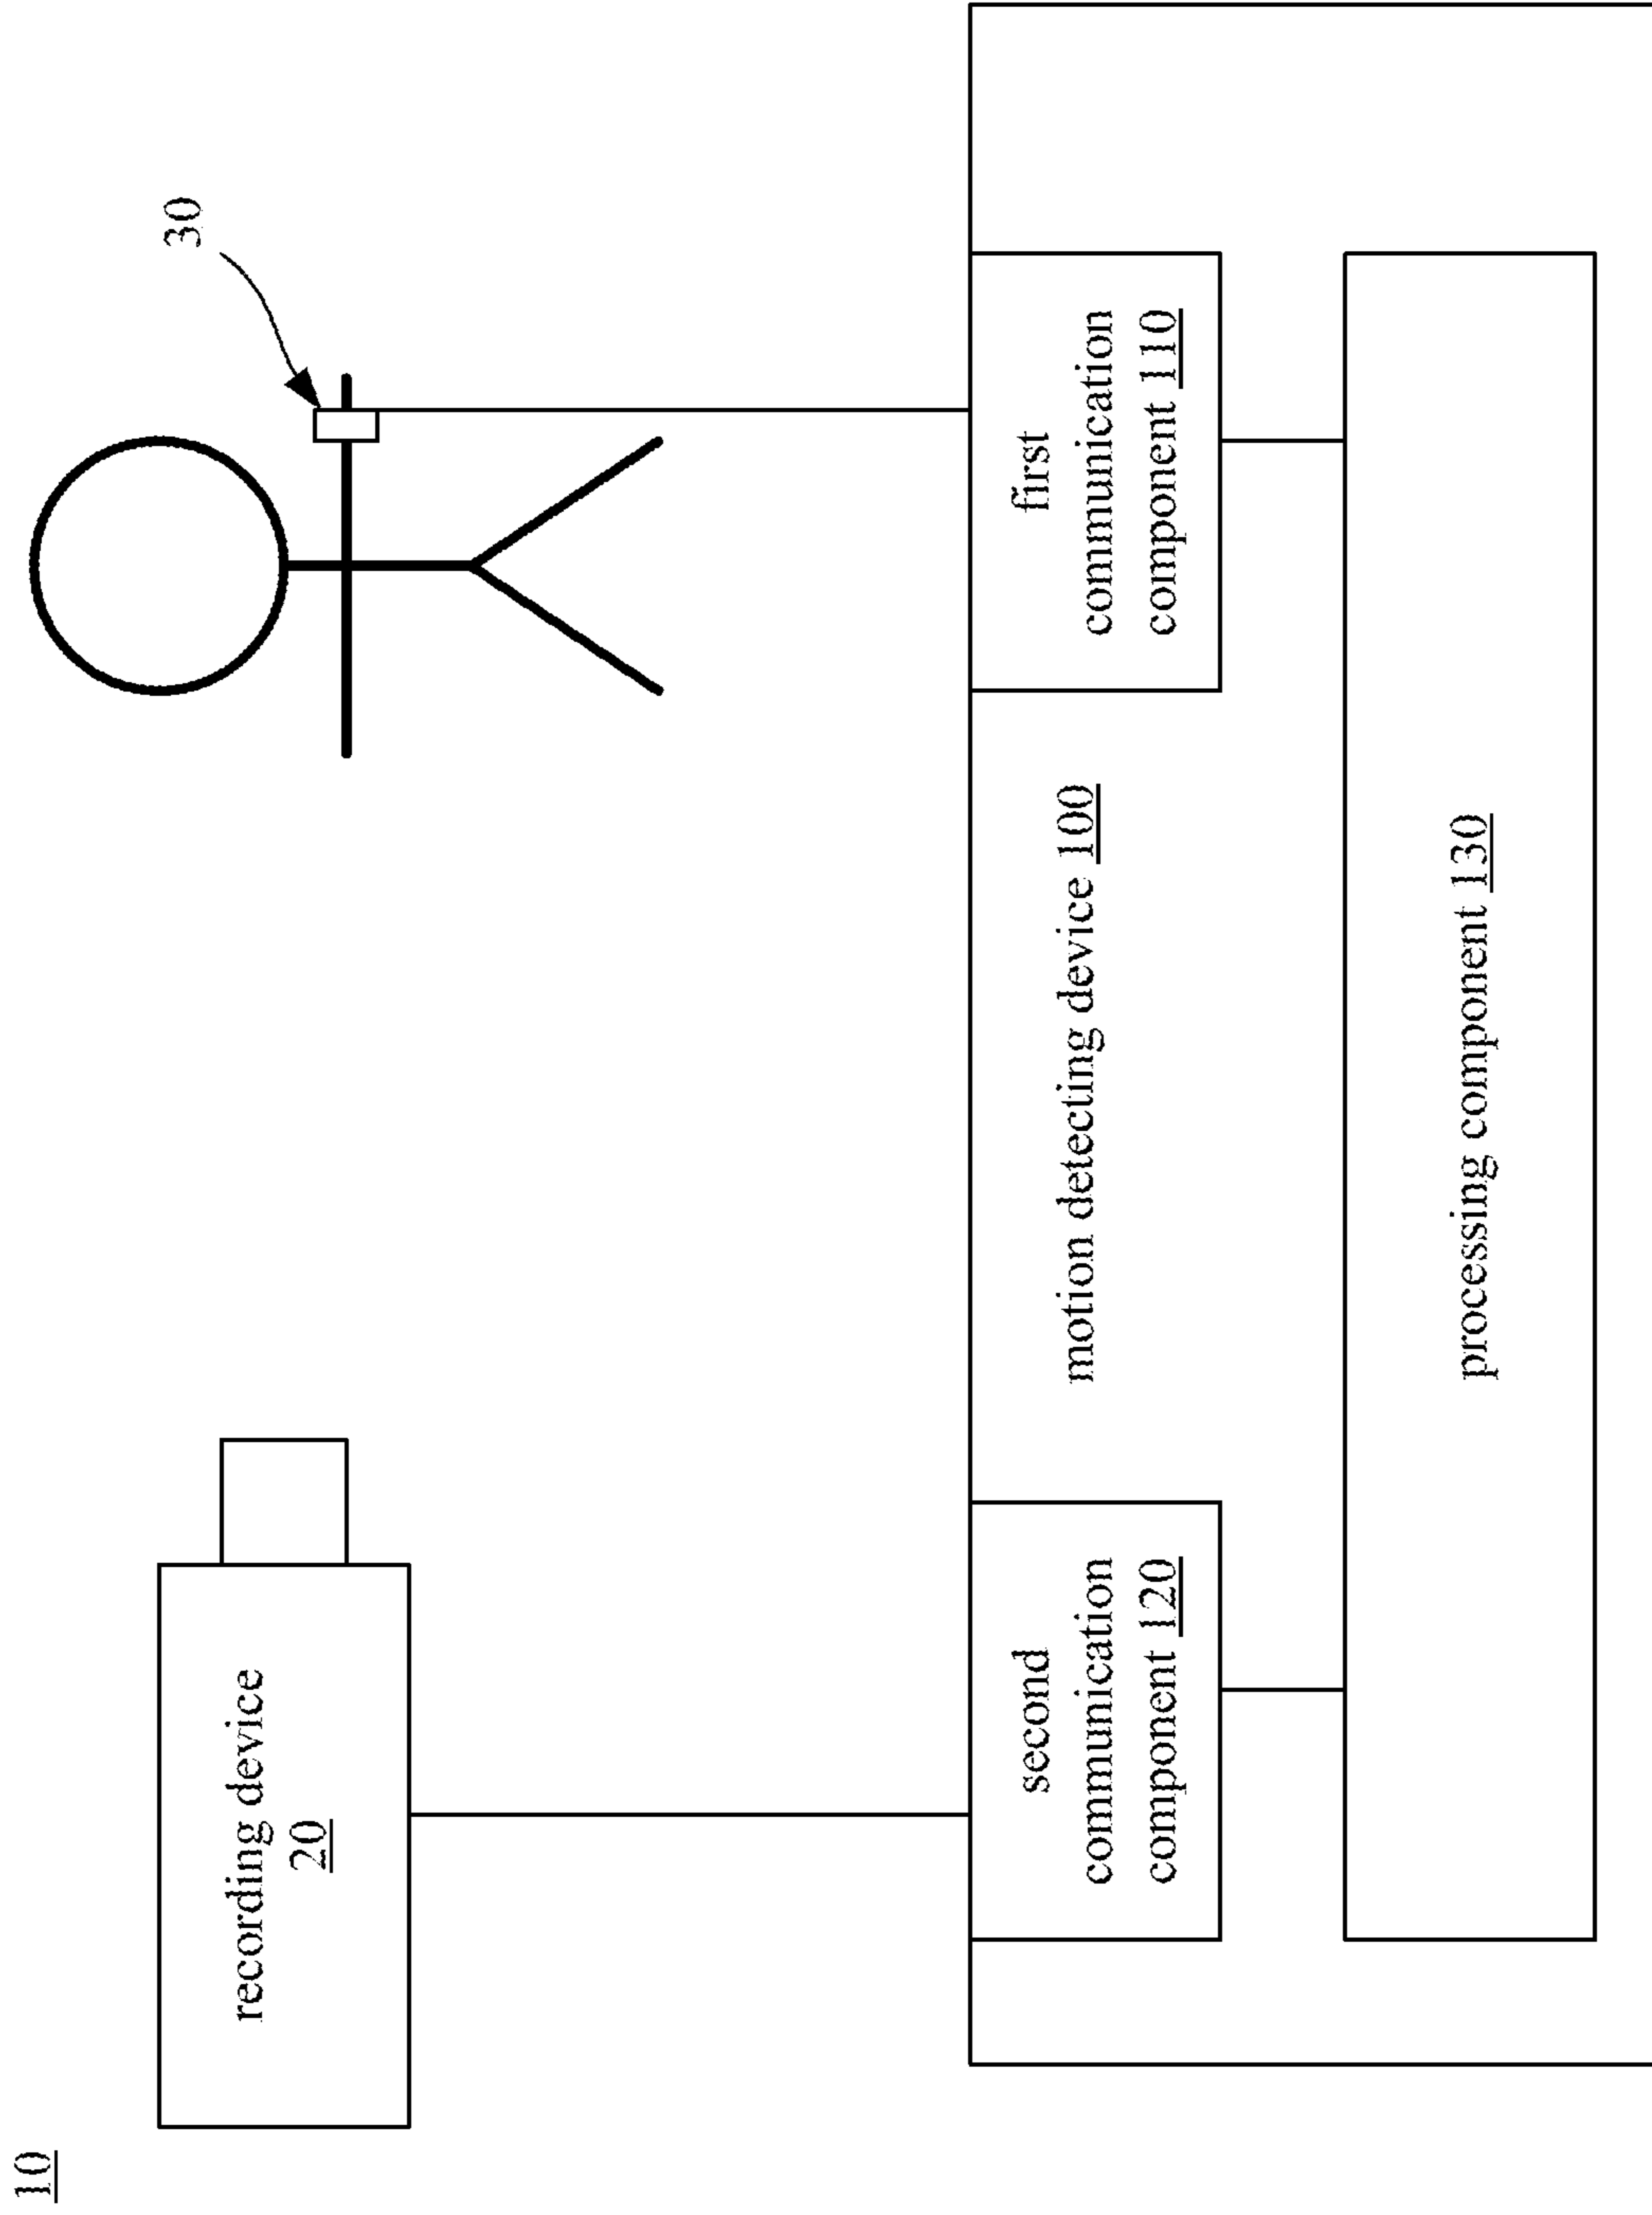 10
recording device
20
30
second
communication
component 120
motion detecting device 100
first
communication
component 110
processing component 130